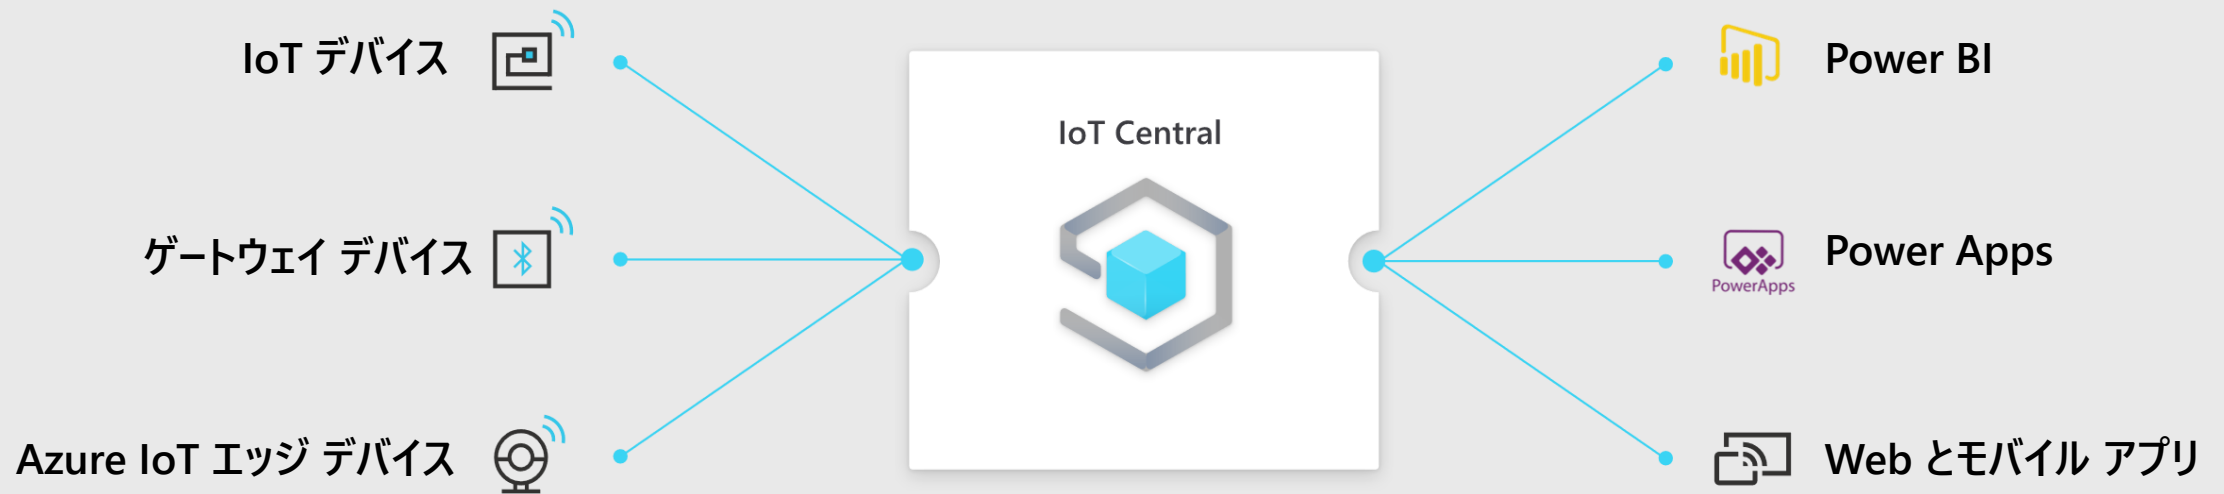 IoT デバイス
ゲートウェイ デバイス
Azure IoT エッジ デバイス
IoT Central
Power BI
PowerApps
Power Apps
Web とモバイル アプリ